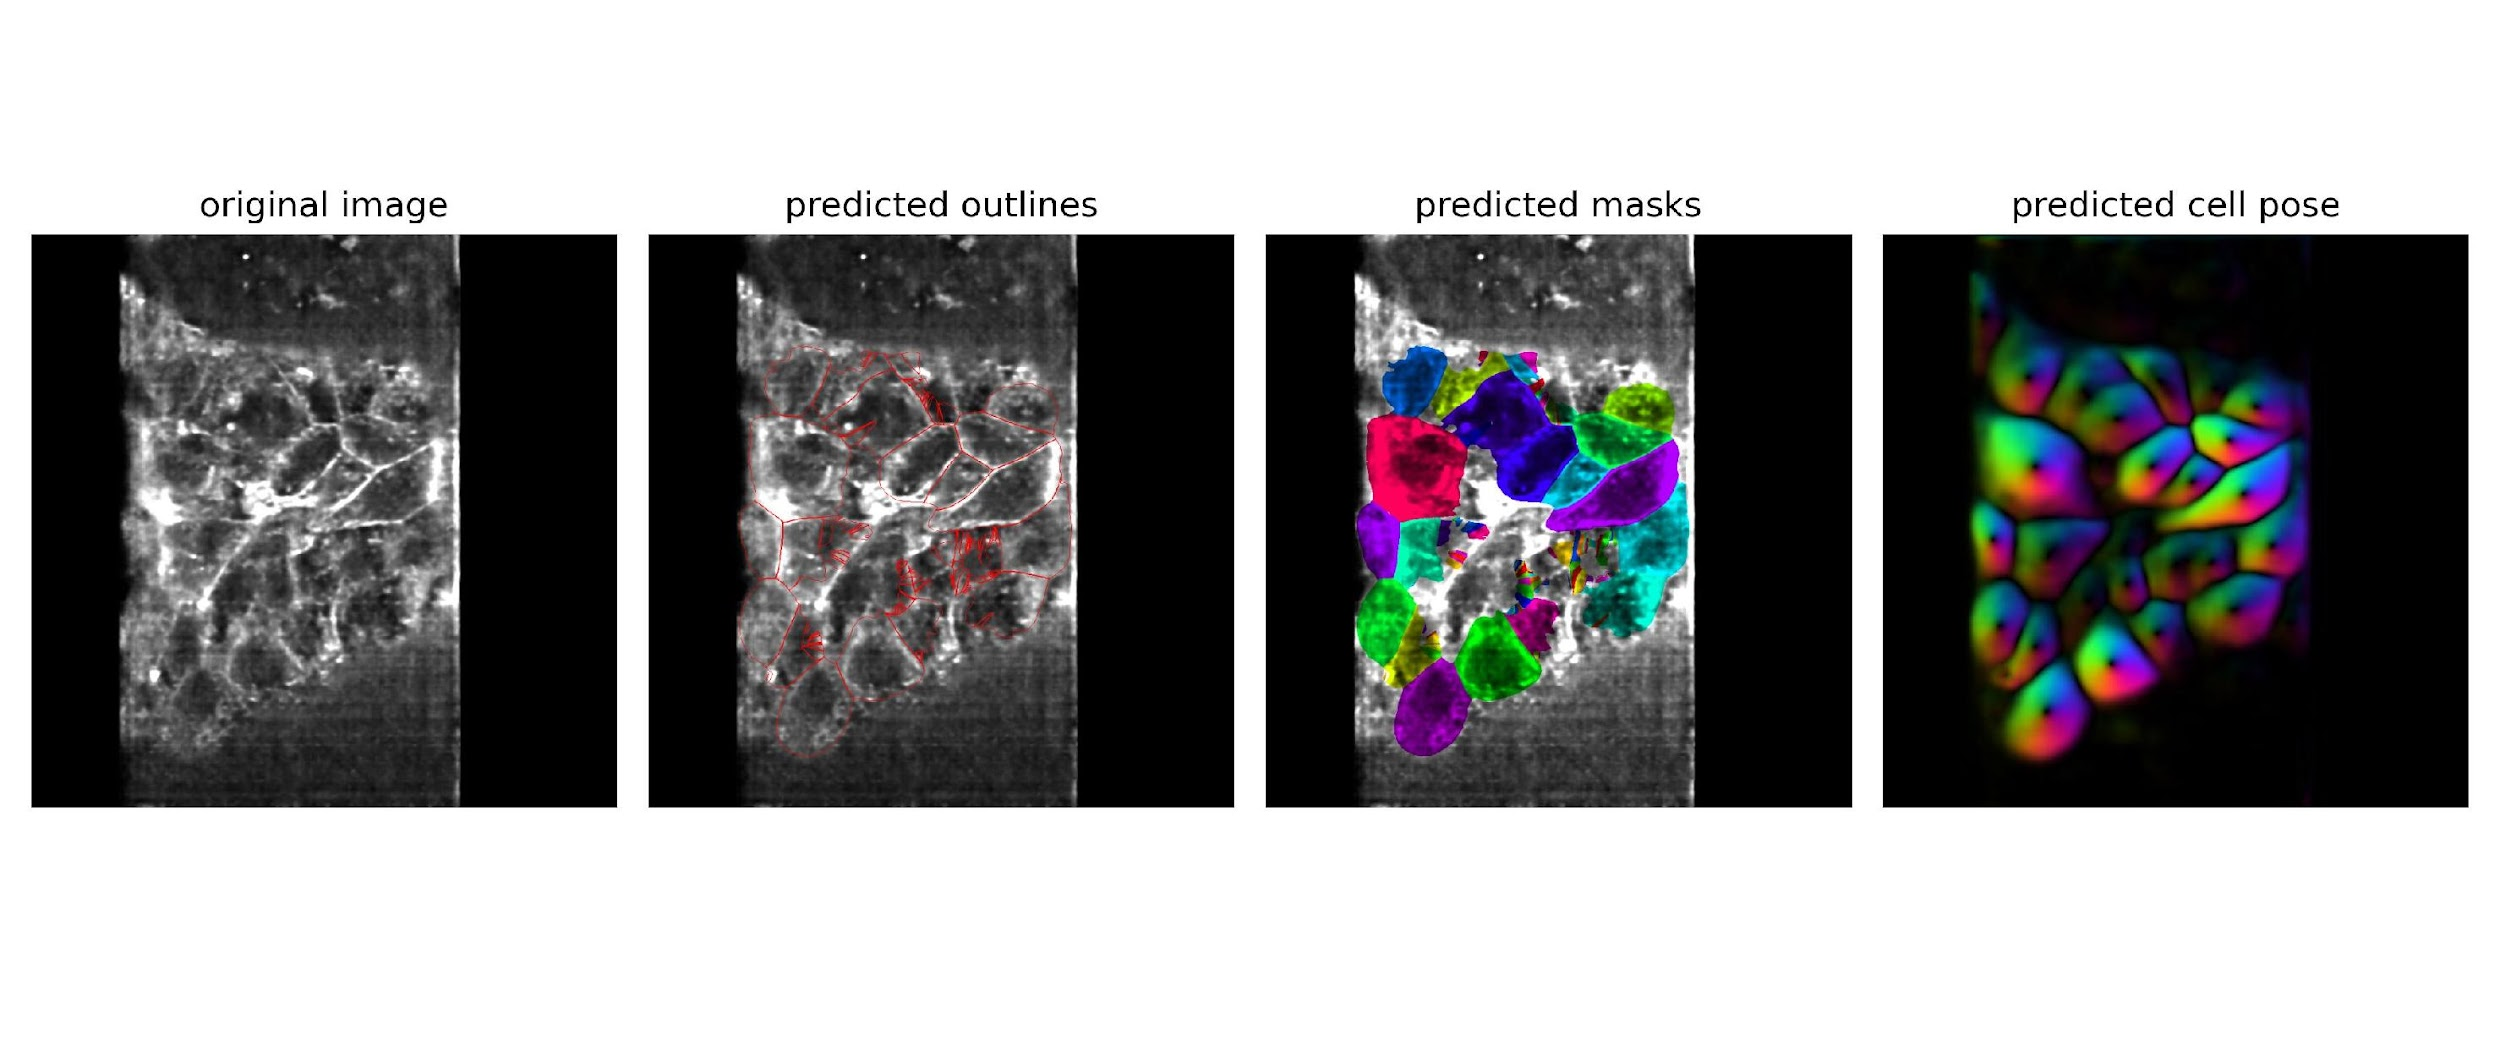 original image
predicted outlines
predicted masks
predicted cell pose